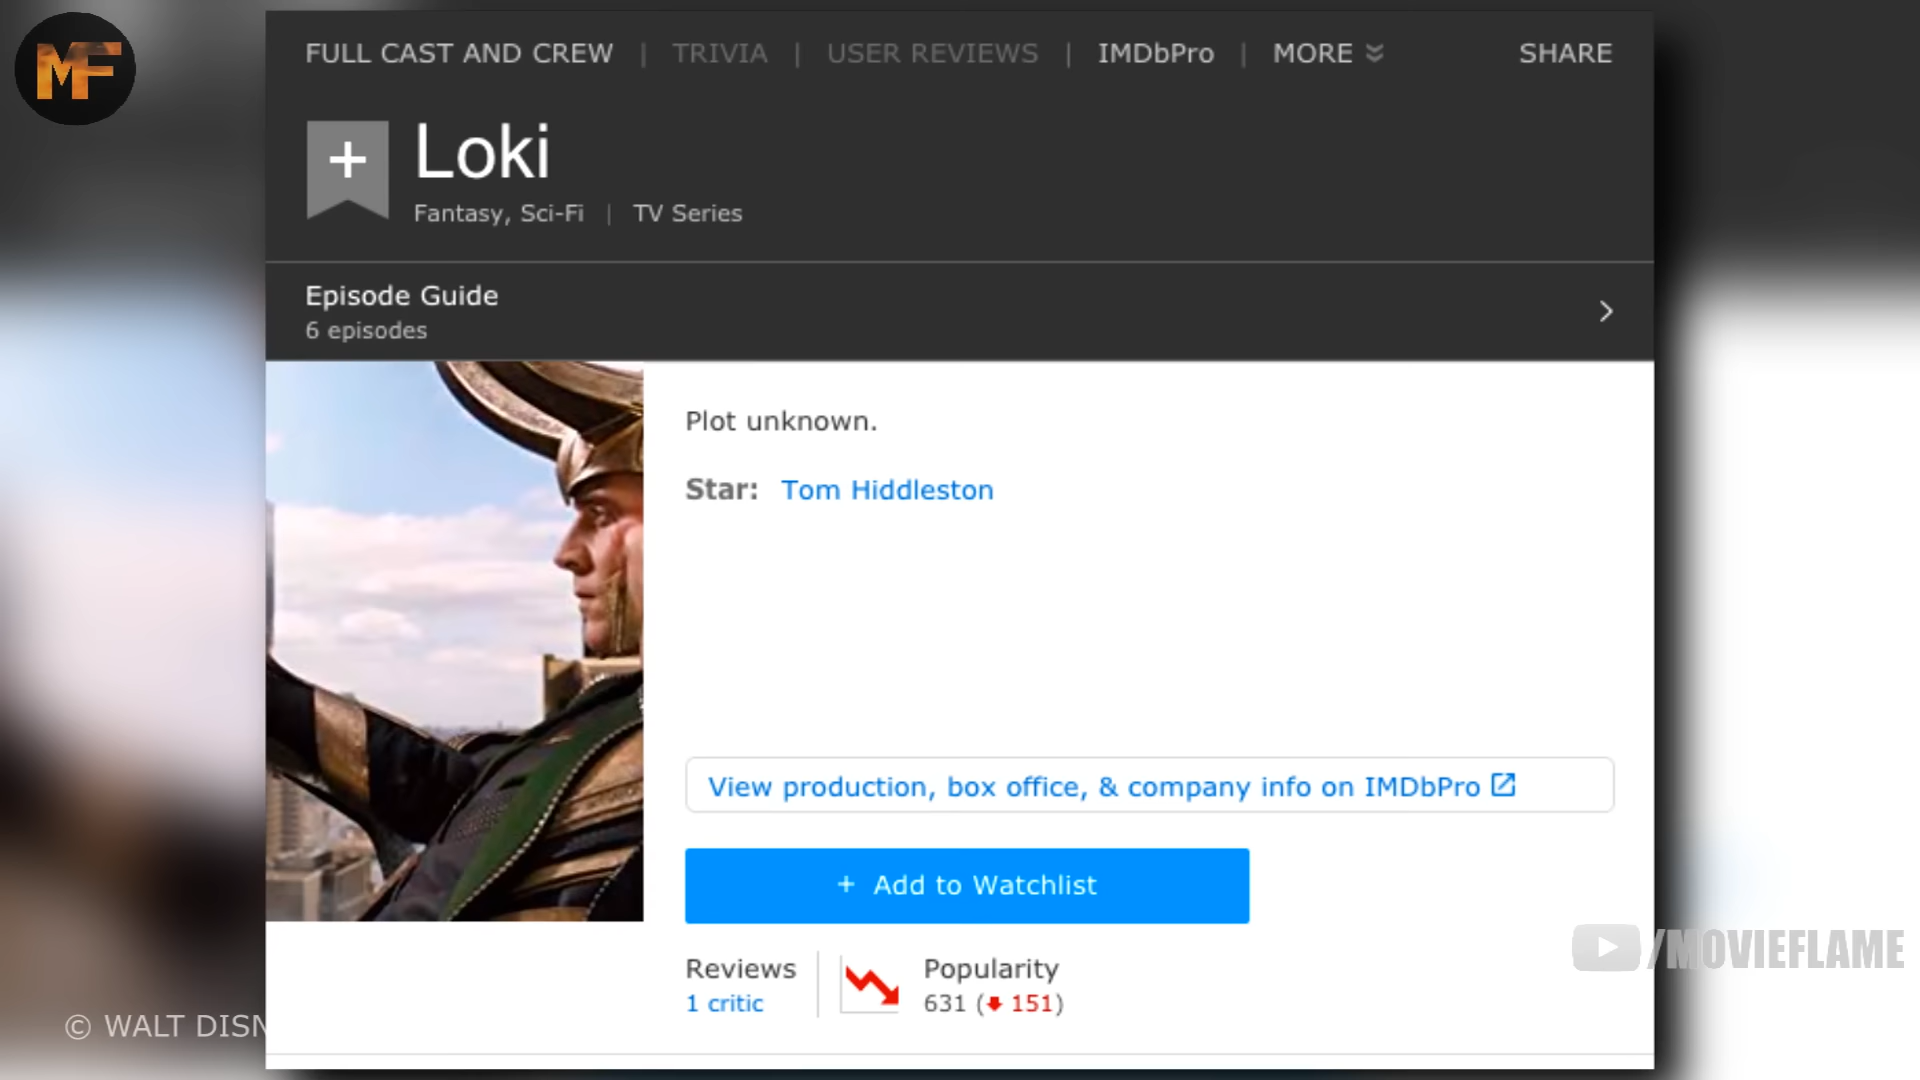 MF
FULL CAST AND CREW | TRIVIA | USER REVIEWS | IMDbPro | MORE SHARE
+ Loki
Fantasy, Sci-Fi | TV Series
Episode Guide
6 episodes
Plot unknown.
Star: Tom Hiddleston
View production, box office, & company info on IMDbPro
+ Add to Watchlist
/MOVIEFLAME
Reviews
1 critic
Popularity
631 (151)
© WALT DISN